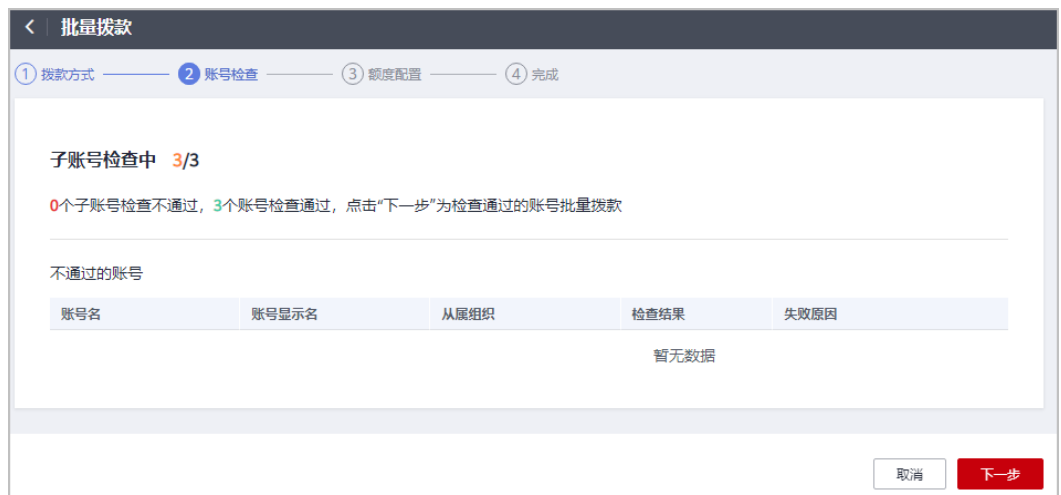 批量拨款
1 拨款方式 2 账号检查 3 额度配置 4 完成
子账号检查中 3/3
0个子账号检查不通过，3个账号检查通过，点击“下一步”为检查通过的账号批量拨款
不通过的账号
账号名 账号显示名 从属组织 检查结果 失败原因
暂无数据
取消 下一步